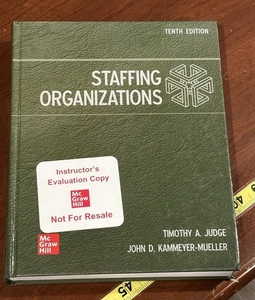 TENTH EDITION
STAFFING
ORGANIZATIONS
Instructor's
Evaluation Copy
Mc
Graw
Hill
Not For Resale
TIMOTHY A. JUDGE
JOHN D. KAMMEYER-MUELLER
Mc
Graw
Hill
45